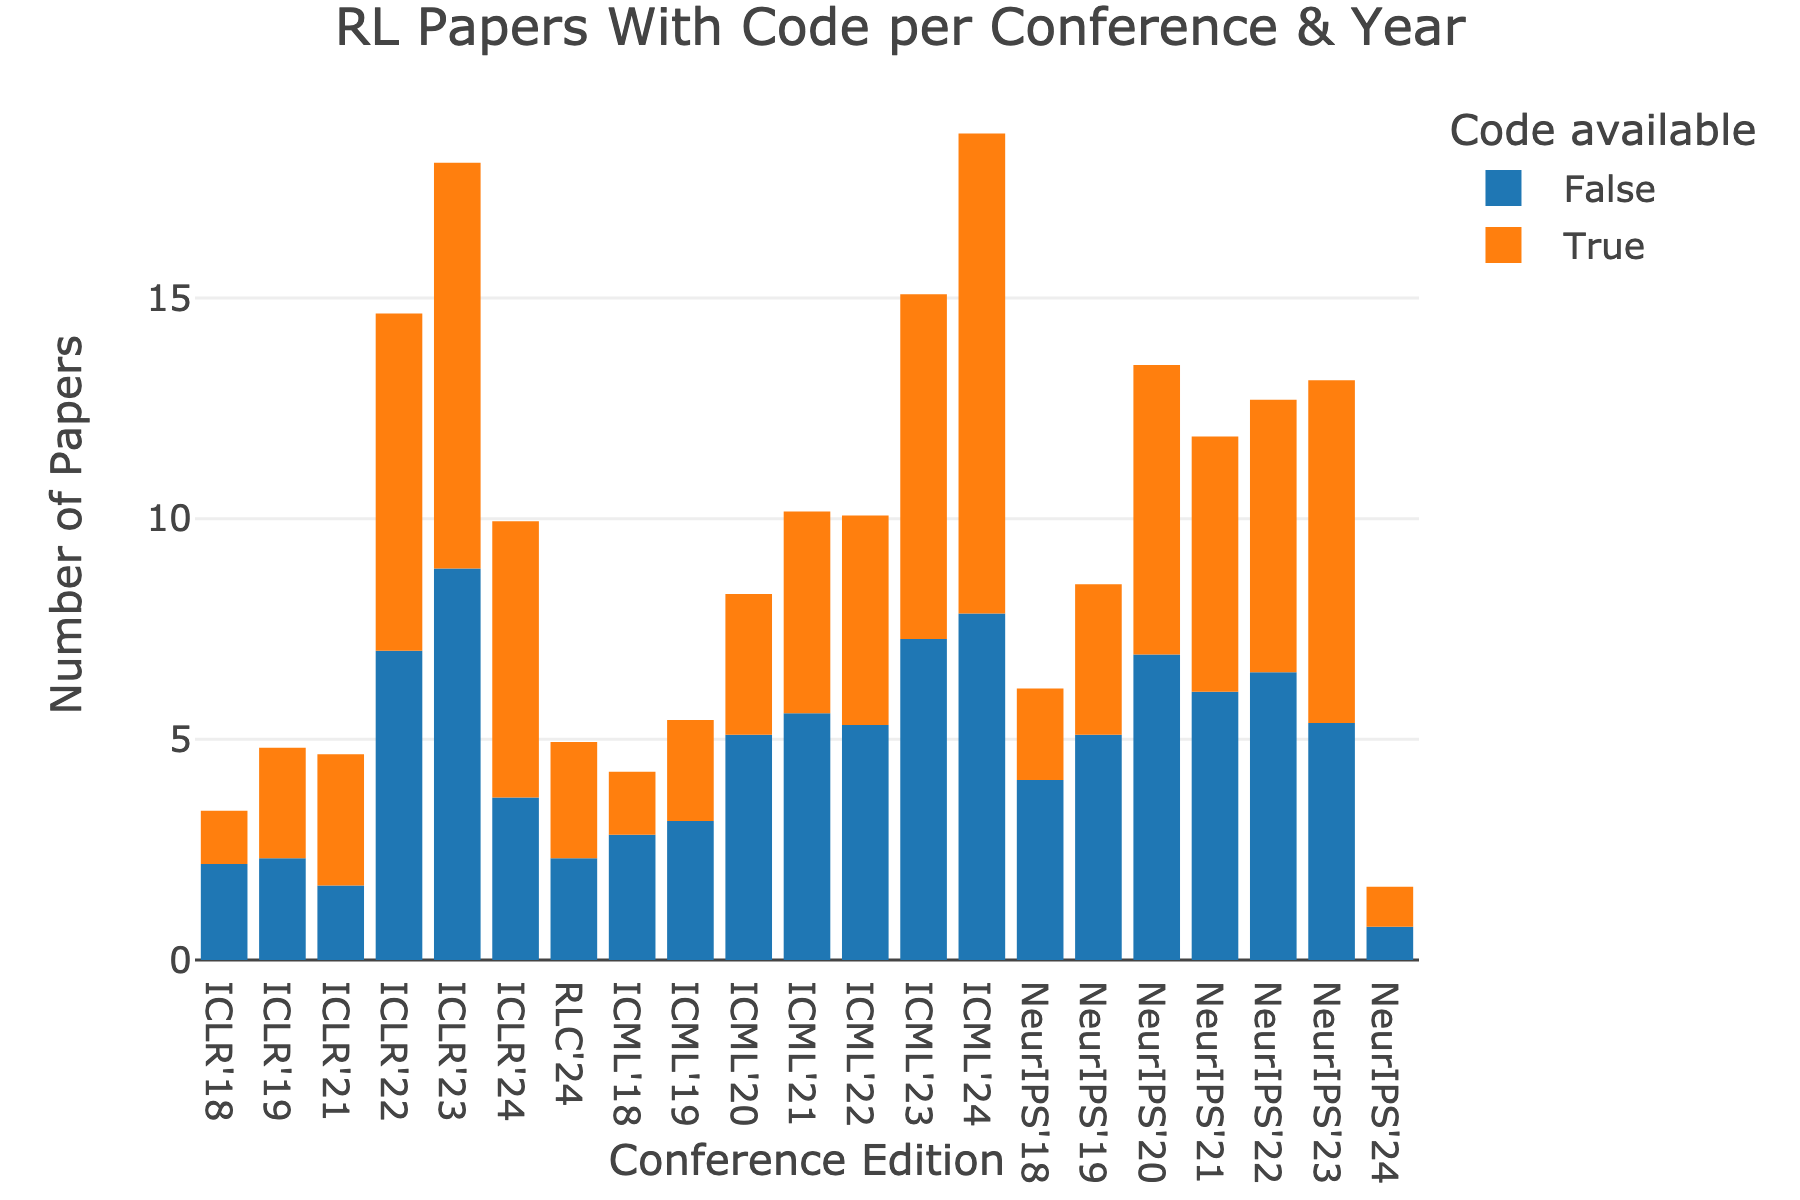 RL Papers With Code per Conference & Year
Code available
False
True
Number of Papers
15
10
5
0
ICLR'18
ICLR'19
ICLR'21
ICLR'22
ICLR'23
ICLR'24
RLC'24
ICML'18
ICML'19
ICML'20
ICML'21
ICML'22
ICML'23
ICML'24
NeurIPS'18
NeurIPS'19
NeurIPS'20
NeurIPS'21
NeurIPS'22
NeurIPS'23
NeurIPS'24
Conference Edition